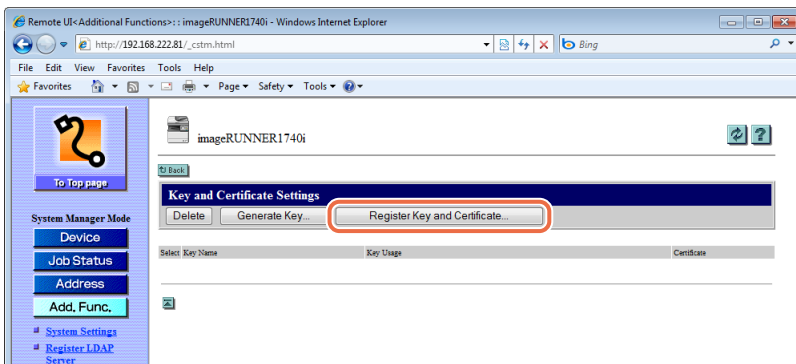 Remote UI<Additional Functions>: : imageRUNNER1740i - Windows Internet Explorer
http://192.168.222.81/_cstm.html
Bing
File Edit View Favorites Tools Help
Favorites Page Safety Tools
imageRUNNER1740i
To Top page
Back
Key and Certificate Settings
Delete Generate Key... Register Key and Certificate...
System Manager Mode
Device
Job Status
Address
Add. Func.
System Settings
Register LDAP
Server
Select Key Name Key Usage Certificate